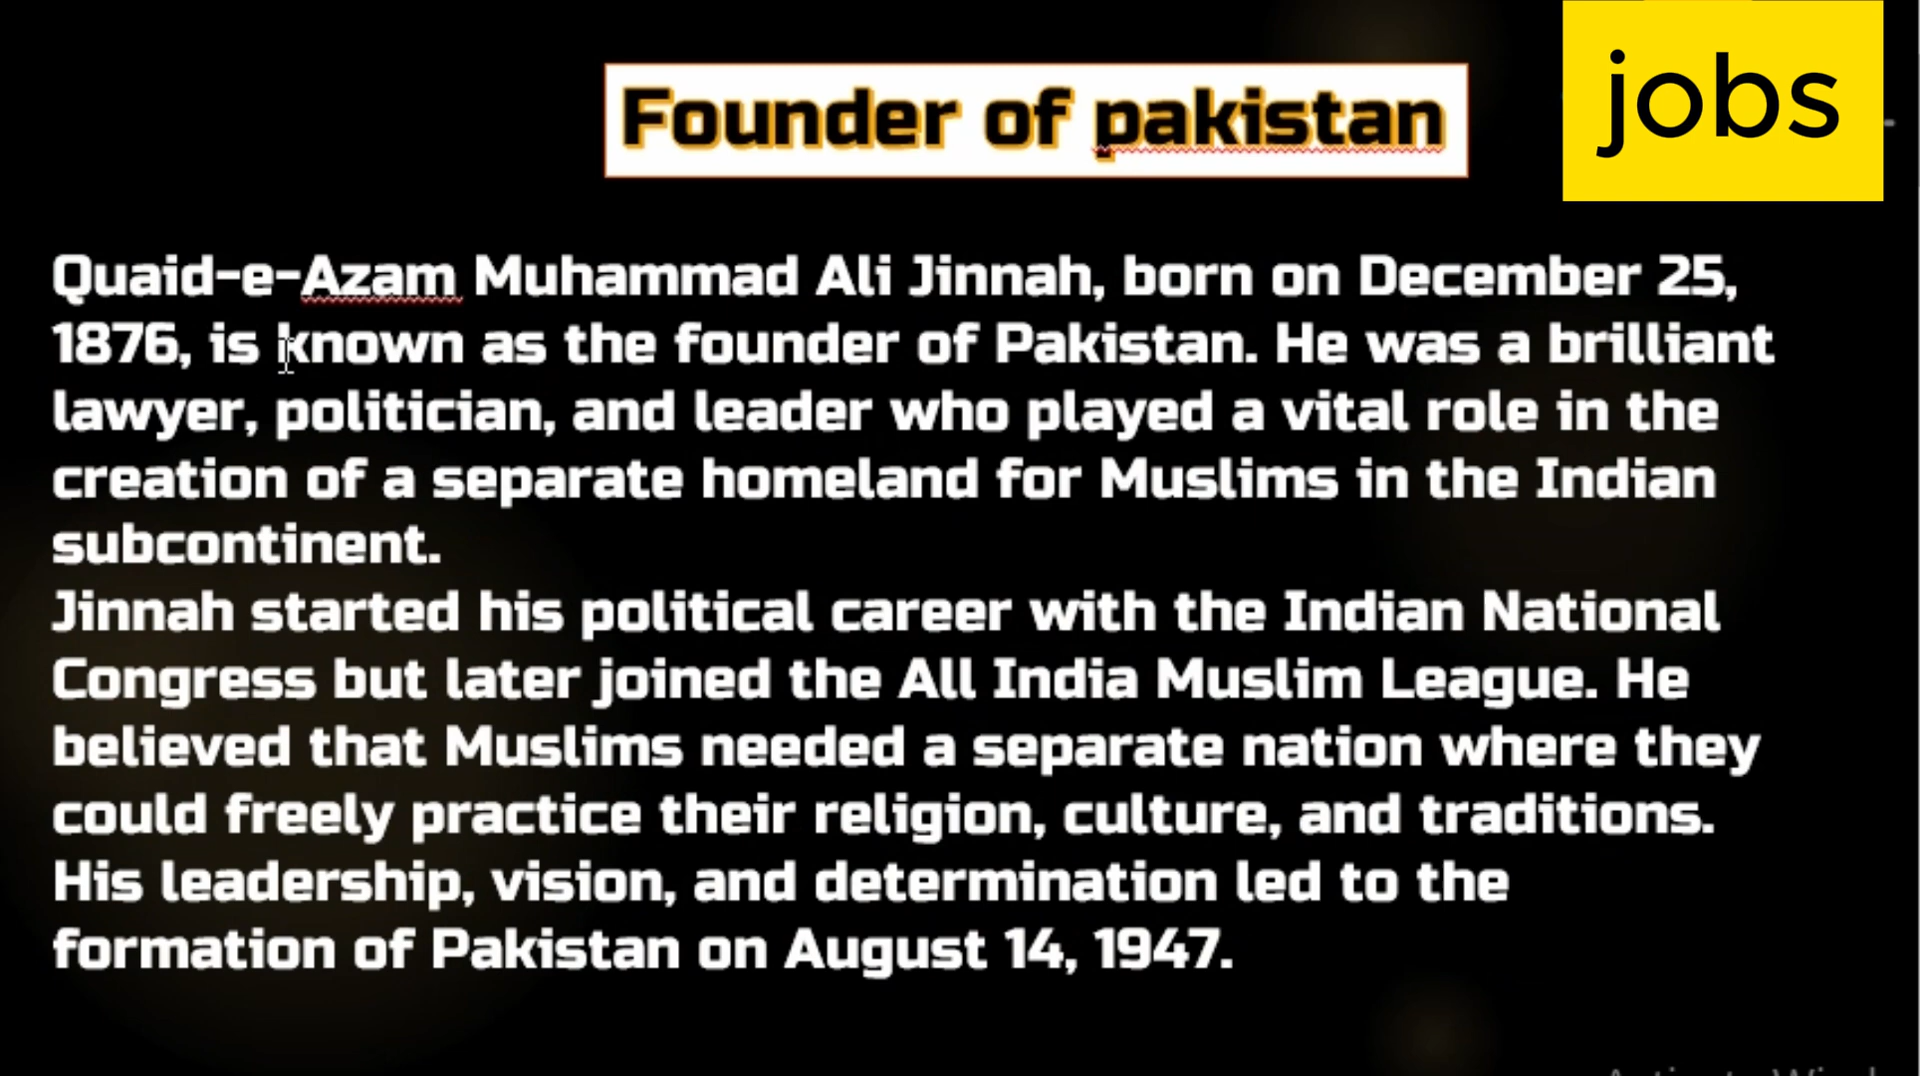 jobs
Founder of pakistan
Quaid-e-Azam Muhammad Ali Jinnah, born on December 25,
1876, is known as the founder of Pakistan. He was a brilliant
lawyer, politician, and leader who played a vital role in the
creation of a separate homeland for Muslims in the Indian
subcontinent.
Jinnah started his political career with the Indian National
Congress but later joined the All India Muslim League. He
believed that Muslims needed a separate nation where they
could freely practice their religion, culture, and traditions.
His leadership, vision, and determination led to the
formation of Pakistan on August 14, 1947.